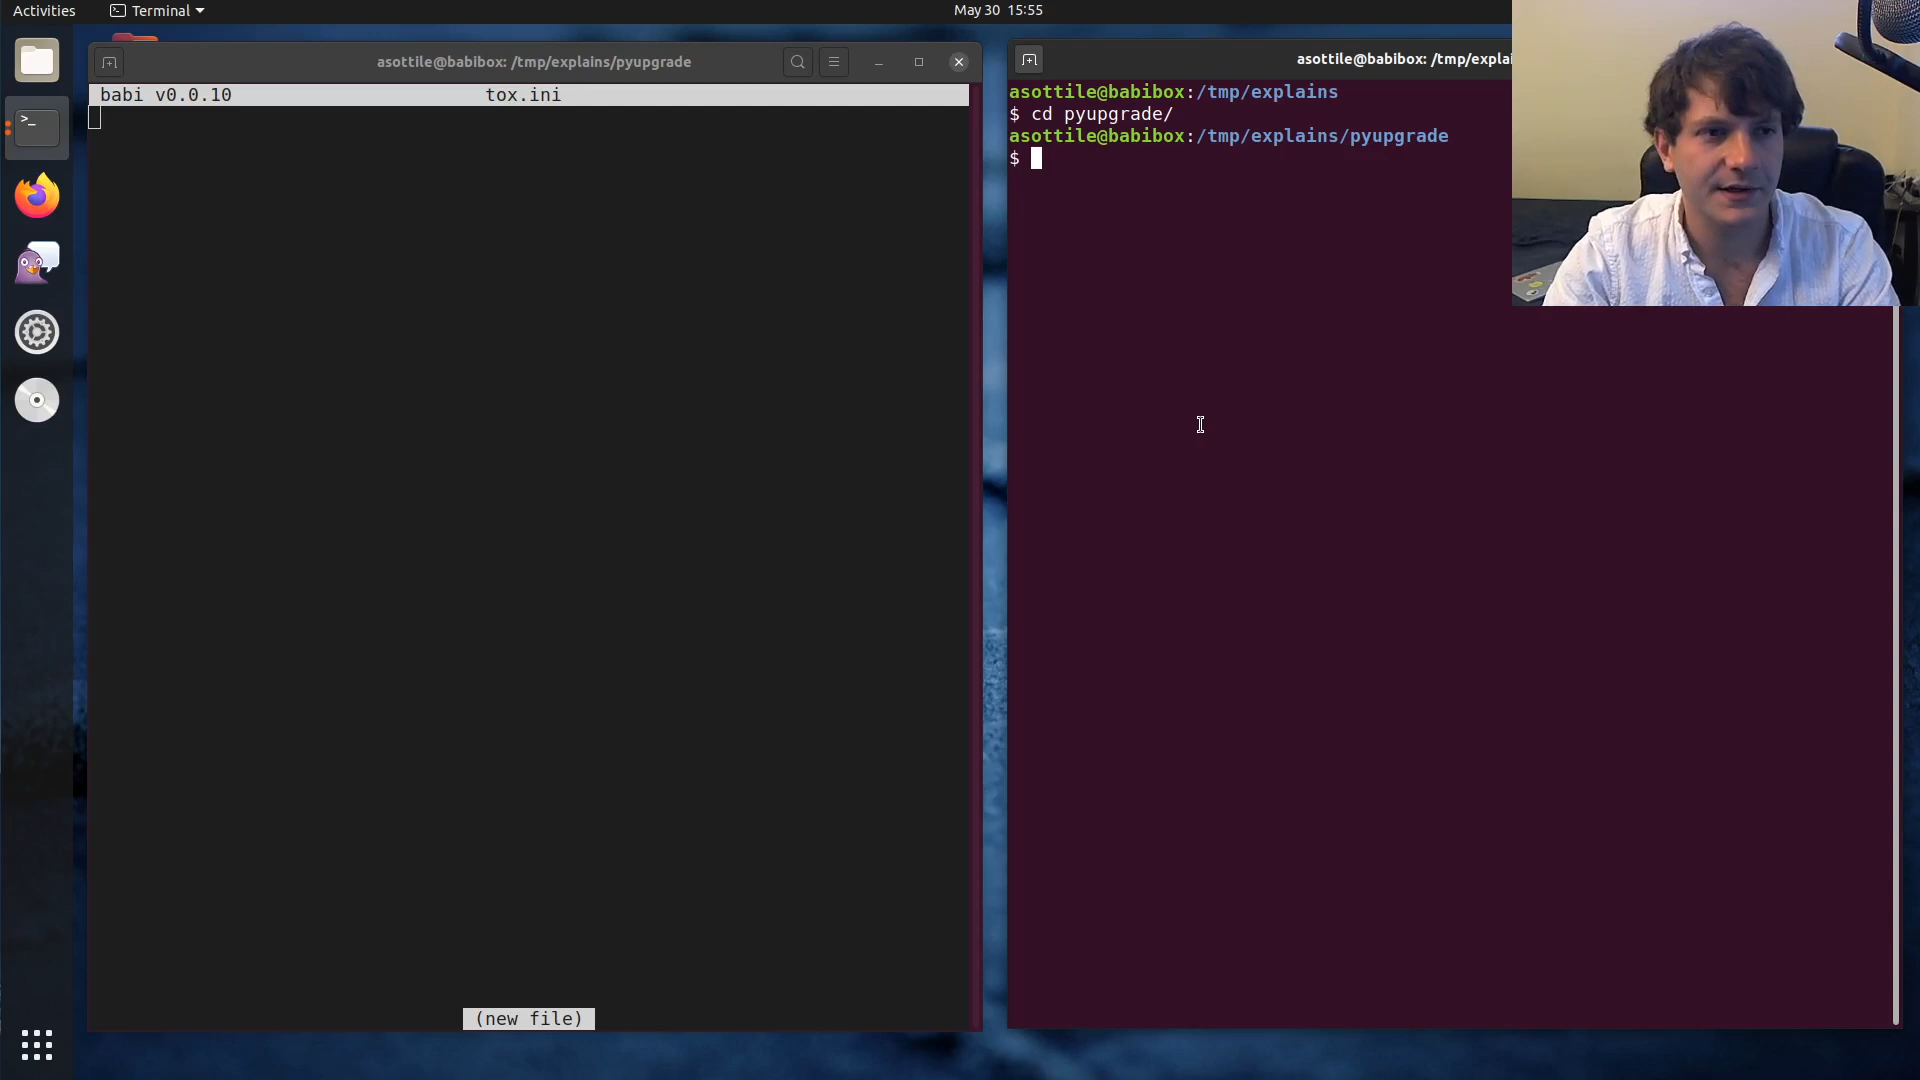 Activities
Terminal
May 30 15:55
asottile@babibox: /tmp/explains/pyupgrade
babi v0.0.10 tox.ini
(new file)
asottile@babibox: /tmp/explai
asottile@babibox:/tmp/explains
$ cd pyupgrade/
asottile@babibox:/tmp/explains/pyupgrade
$